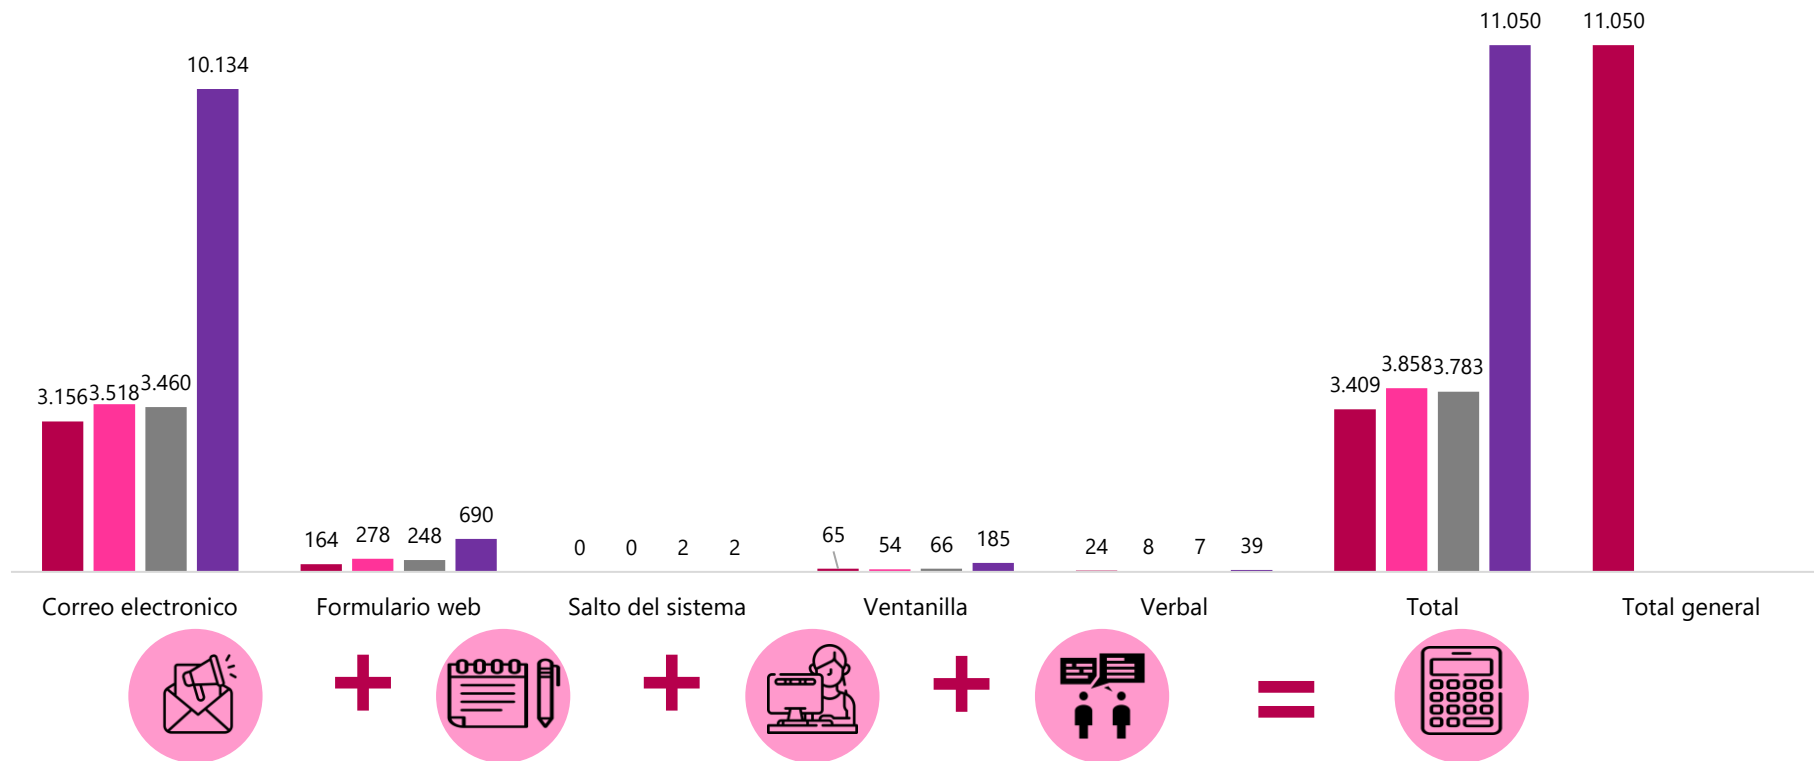 11.050 11.050
10.134
3.156 3.518 3.460
3.409 3.858 3.783
164 278 248 690
0 0 2 2
65 54 66 185
24 8 7 39
Correo electronico Formulario web Salto del sistema Ventanilla Verbal Total Total general